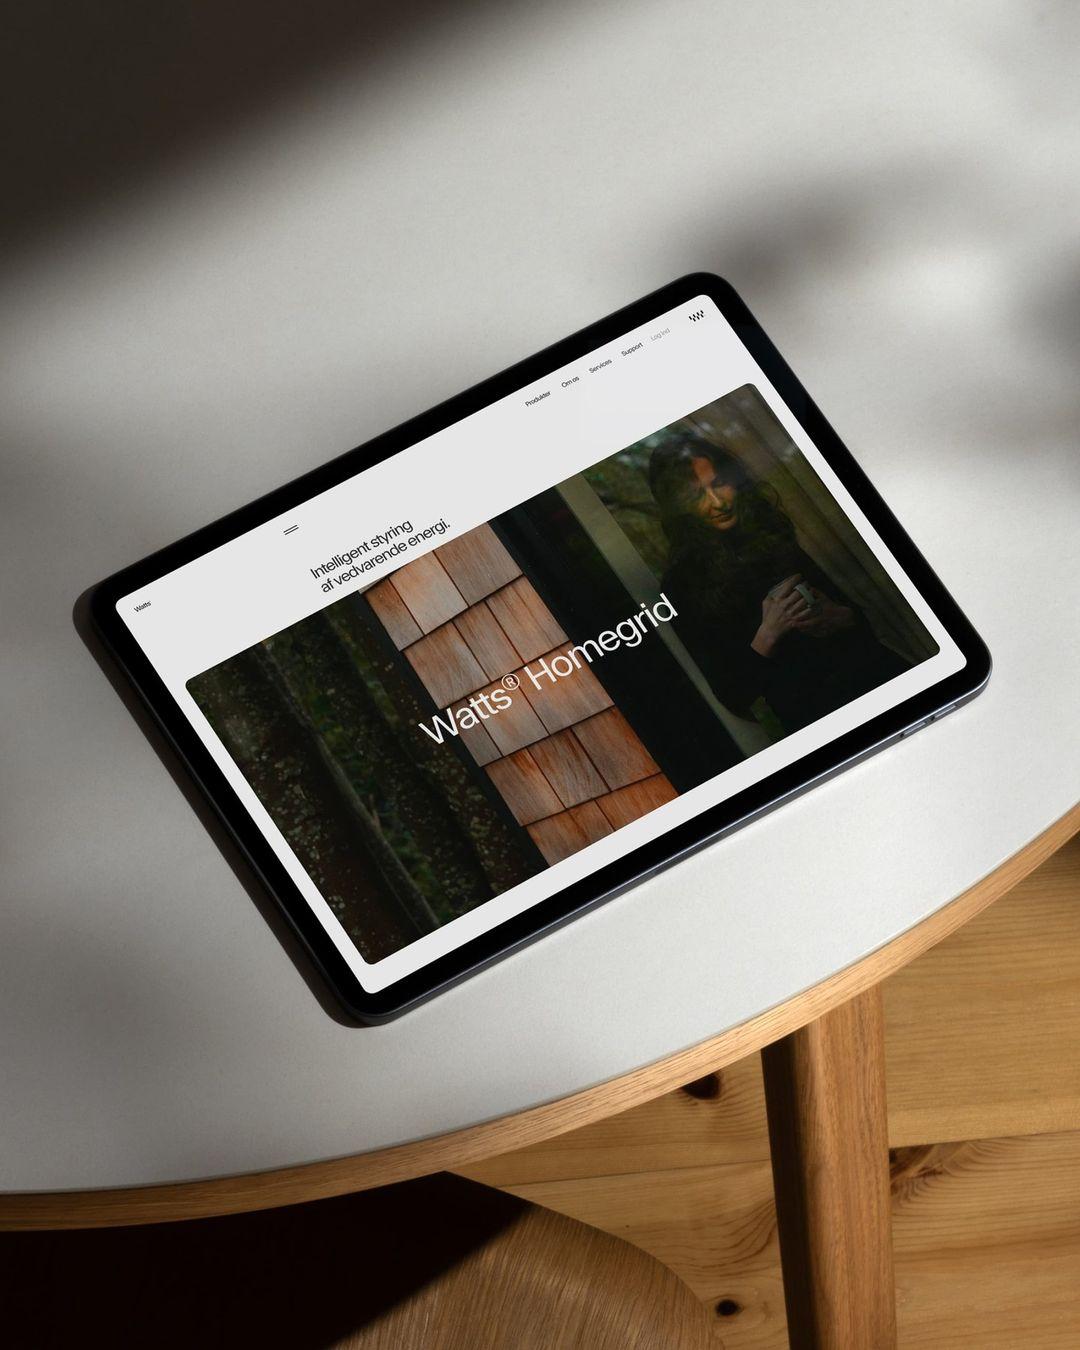 Watts
Produkter
Om os
Services
Support
Log ind
Intelligent styring
af vedvarende energi.
Watts® Homegrid